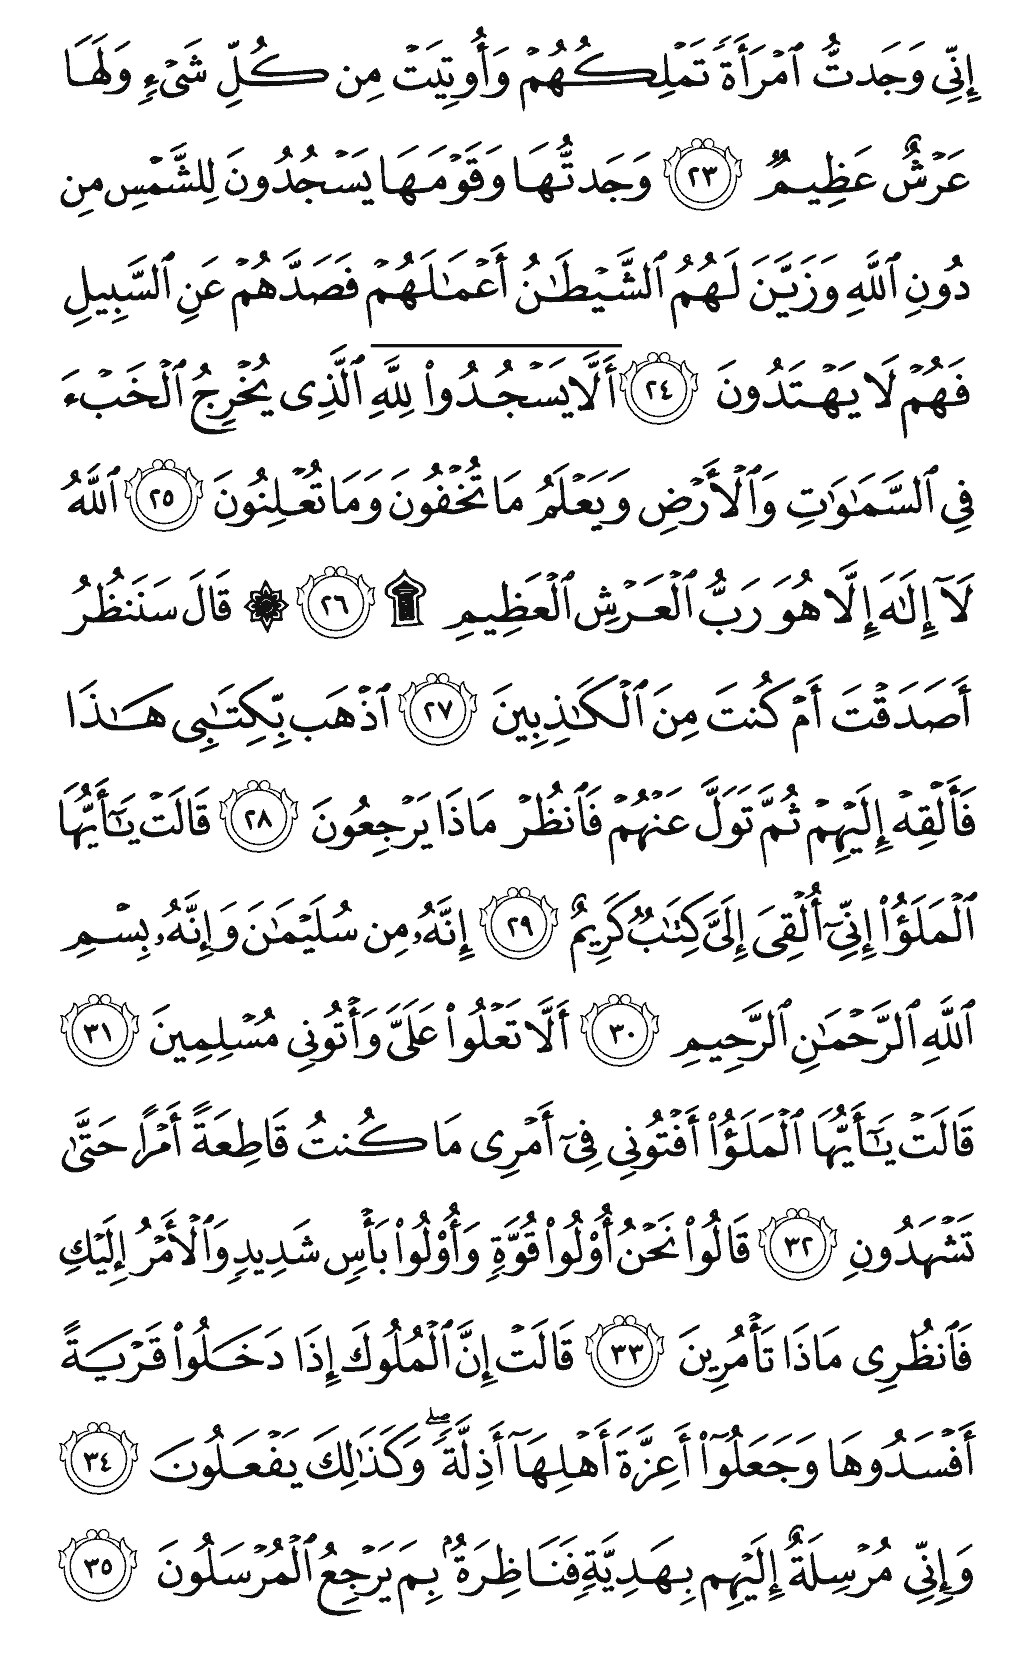 إِنِّي وَجَدتُّ ٱمْرَأَةً تَمْلِكُهُمْ وَأُوتِيَتْ مِن كُلِّ شَىْءٍ وَلَهَا
عَرْشٌ عَظِيمٌ ٢٣ وَجَدتُّهَا وَقَوْمَهَا يَسْجُدُونَ لِلشَّمْسِ مِن
دُونِ ٱللَّهِ وَزَيَّنَ لَهُمُ ٱلشَّيْطَٰنُ أَعْمَٰلَهُمْ فَصَدَّهُمْ عَنِ ٱلسَّبِيلِ
فَهُمْ لَا يَهْتَدُونَ ٢٤ أَلَّا يَسْجُدُوا۟ لِلَّهِ ٱلَّذِى يُخْرِجُ ٱلْخَبْءَ
فِى ٱلسَّمَٰوَٰتِ وَٱلْأَرْضِ وَيَعْلَمُ مَا تُخْفُونَ وَمَا تُعْلِنُونَ ٢٥ ٱللَّهُ
لَآ إِلَٰهَ إِلَّا هُوَ رَبُّ ٱلْعَرْشِ ٱلْعَظِيمِ ۩ ٢٦ ۞ قَالَ سَنَنظُرُ
أَصَدَقْتَ أَمْ كُنتَ مِنَ ٱلْكَٰذِبِينَ ٢٧ ٱذْهَب بِّكِتَٰبِى هَٰذَا
فَأَلْقِهْ إِلَيْهِمْ ثُمَّ تَوَلَّ عَنْهُمْ فَٱنظُرْ مَاذَا يَرْجِعُونَ ٢٨ قَالَتْ يَٰٓأَيُّهَا
ٱلْمَلَؤُا۟ إِنِّىٓ أُلْقِىَ إِلَىَّ كِتَٰبٌ كَرِيمٌ ٢٩ إِنَّهُۥ مِن سُلَيْمَٰنَ وَإِنَّهُۥ بِسْمِ
ٱللَّهِ ٱلرَّحْمَٰنِ ٱلرَّحِيمِ ٣٠ أَلَّا تَعْلُوا۟ عَلَىَّ وَأْتُونِى مُسْلِمِينَ ٣١
قَالَتْ يَٰٓأَيُّهَا ٱلْمَلَؤُا۟ أَفْتُونِى فِىٓ أَمْرِى مَا كُنتُ قَاطِعَةً أَمْرًا حَتَّىٰ
تَشْهَدُونِ ٣٢ قَالُوا۟ نَحْنُ أُو۟لُوا۟ قُوَّةٍ وَأُو۟لُوا۟ بَأْسٍ شَدِيدٍ وَٱلْأَمْرُ إِلَيْكِ
فَٱنظُرِى مَاذَا تَأْمُرِينَ ٣٣ قَالَتْ إِنَّ ٱلْمُلُوكَ إِذَا دَخَلُوا۟ قَرْيَةً
أَفْسَدُوهَا وَجَعَلُوٓا۟ أَعِزَّةَ أَهْلِهَآ أَذِلَّةً ۖ وَكَذَٰلِكَ يَفْعَلُونَ ٣٤
وَإِنِّى مُرْسِلَةٌ إِلَيْهِم بِهَدِيَّةٍ فَنَاظِرَةٌۢ بِمَ يَرْجِعُ ٱلْمُرْسَلُونَ ٣٥